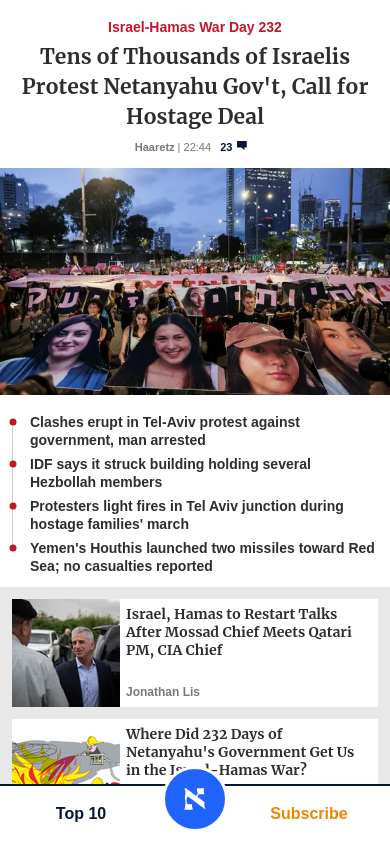 Israel-Hamas War Day 232
Tens of Thousands of Israelis
Protest Netanyahu Gov't, Call for
Hostage Deal
Haaretz | 22:44 23
Clashes erupt in Tel-Aviv protest against
government, man arrested
IDF says it struck building holding several
Hezbollah members
Protesters light fires in Tel Aviv junction during
hostage families' march
Yemen's Houthis launched two missiles toward Red
Sea; no casualties reported
Israel, Hamas to Restart Talks
After Mossad Chief Meets Qatari
PM, CIA Chief
Jonathan Lis
Where Did 232 Days of
Netanyahu's Government Get Us
in the Israel-Hamas War?
Top 10
Subscribe